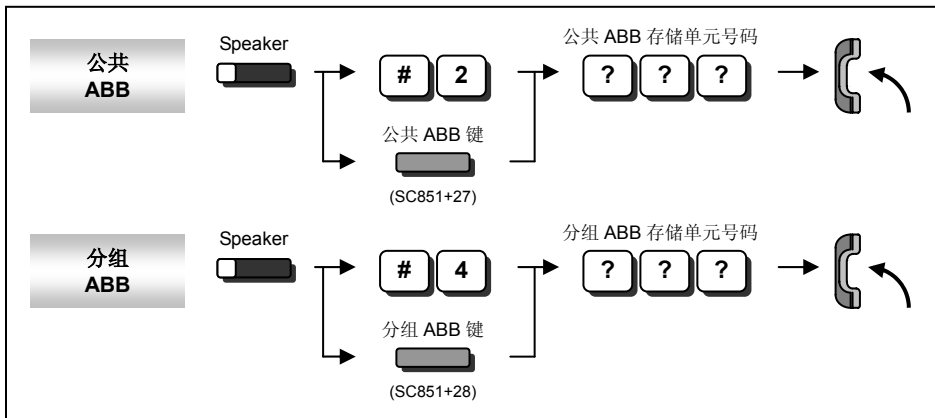 公共
ABB
Speaker
# 2
公共 ABB 存储单元号码
? ? ?
公共 ABB 键
(SC851+27)
分组
ABB
Speaker
# 4
分组 ABB 存储单元号码
? ? ?
分组 ABB 键
(SC851+28)